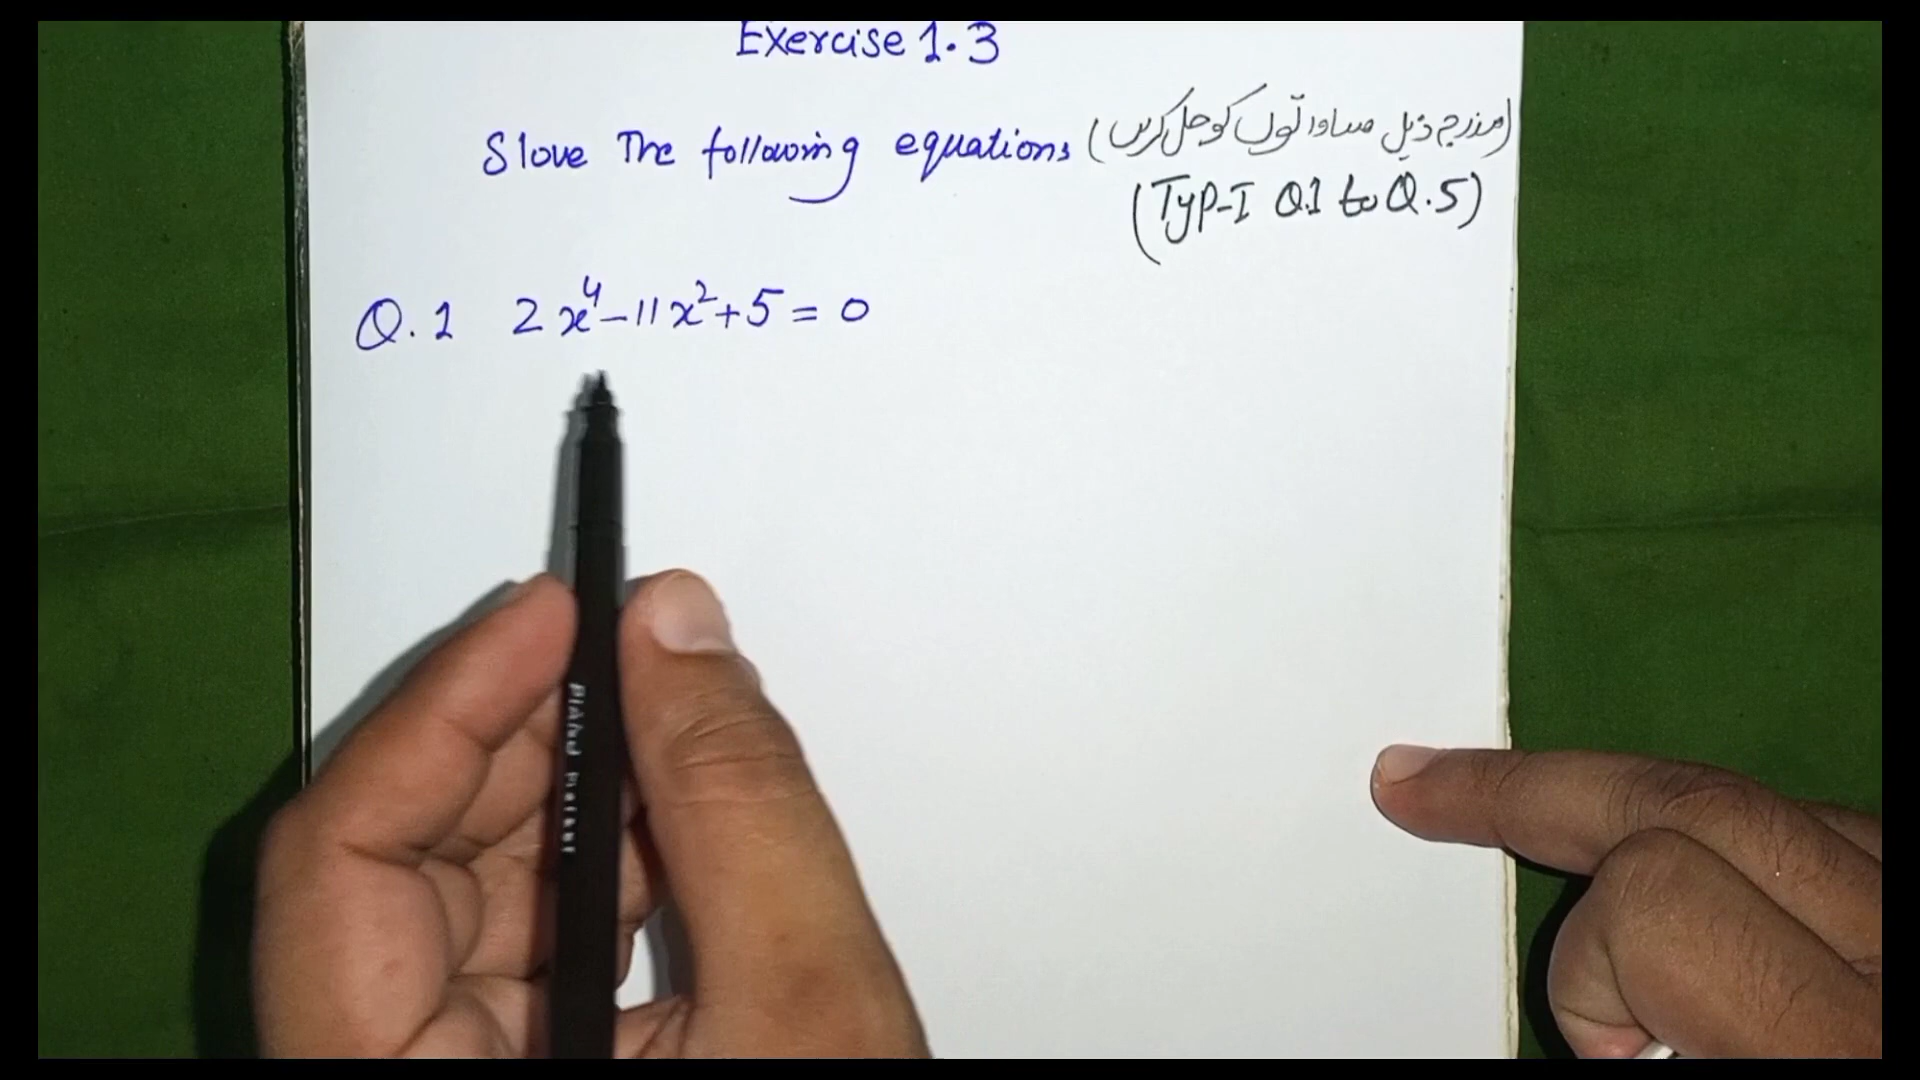 Exercise 1.3
Slove The following equations (مندرجہ ذیل مساواتوں کو حل کریں)
(Typ-I Q.1 to Q.5)
Q.1 2x⁴-11x²+5=0